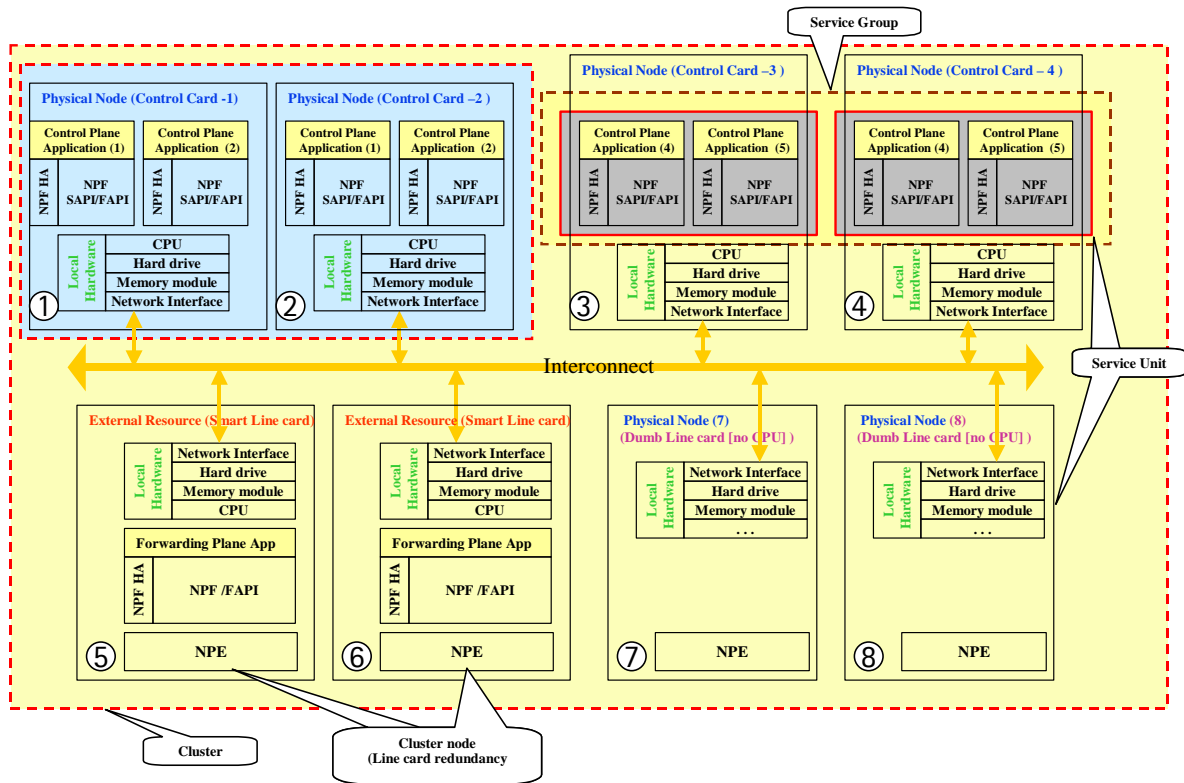 Service Group
Physical Node (Control Card -1)
Control Plane
Application (1)
NPF HA
NPF
SAPI/FAPI
Control Plane
Application (2)
NPF HA
NPF
SAPI/FAPI
Local
Hardware
CPU
Hard drive
Memory module
Network Interface
1
Physical Node (Control Card –2 )
Control Plane
Application (1)
NPF HA
NPF
SAPI/FAPI
Control Plane
Application (2)
NPF HA
NPF
SAPI/FAPI
Local
Hardware
CPU
Hard drive
Memory module
Network Interface
2
Physical Node (Control Card –3 )
Control Plane
Application (4)
NPF HA
NPF
SAPI/FAPI
Control Plane
Application (5)
NPF HA
NPF
SAPI/FAPI
Local
Hardware
CPU
Hard drive
Memory module
Network Interface
3
Physical Node (Control Card – 4 )
Control Plane
Application (4)
NPF HA
NPF
SAPI/FAPI
Control Plane
Application (5)
NPF HA
NPF
SAPI/FAPI
Local
Hardware
CPU
Hard drive
Memory module
Network Interface
4
Interconnect
Service Unit
External Resource (Smart Line card)
Local
Hardware
Network Interface
Hard drive
Memory module
CPU
Forwarding Plane App
NPF HA
NPF /FAPI
NPE
5
External Resource (Smart Line card)
Local
Hardware
Network Interface
Hard drive
Memory module
CPU
Forwarding Plane App
NPF HA
NPF /FAPI
NPE
6
Physical Node (7)
(Dumb Line card [no CPU] )
Local
Hardware
Network Interface
Hard drive
Memory module
. . .
NPE
7
Physical Node (8)
(Dumb Line card [no CPU] )
Local
Hardware
Network Interface
Hard drive
Memory module
. . .
NPE
8
Cluster
Cluster node
(Line card redundancy